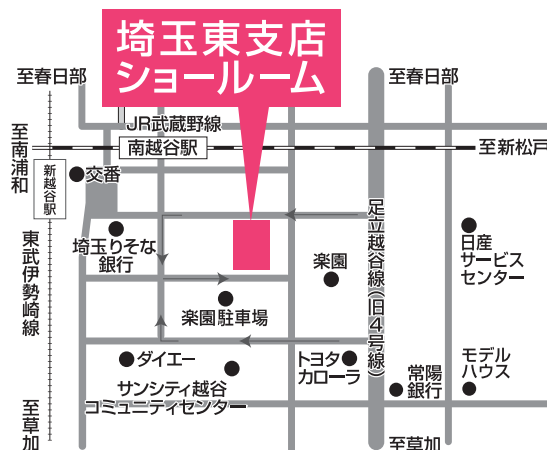 埼玉東支店
ショールーム
至春日部
至春日部
JR武蔵野線
南越谷駅
至新松戸
至南浦和
新越谷駅
交番
埼玉りそな
銀行
足立越谷線(旧4号線)
日産
サービス
センター
楽園
楽園駐車場
東武伊勢崎線
ダイエー
サンシティ越谷
コミュニティセンター
トヨタ
カローラ
常陽
銀行
モデル
ハウス
至草加
至草加